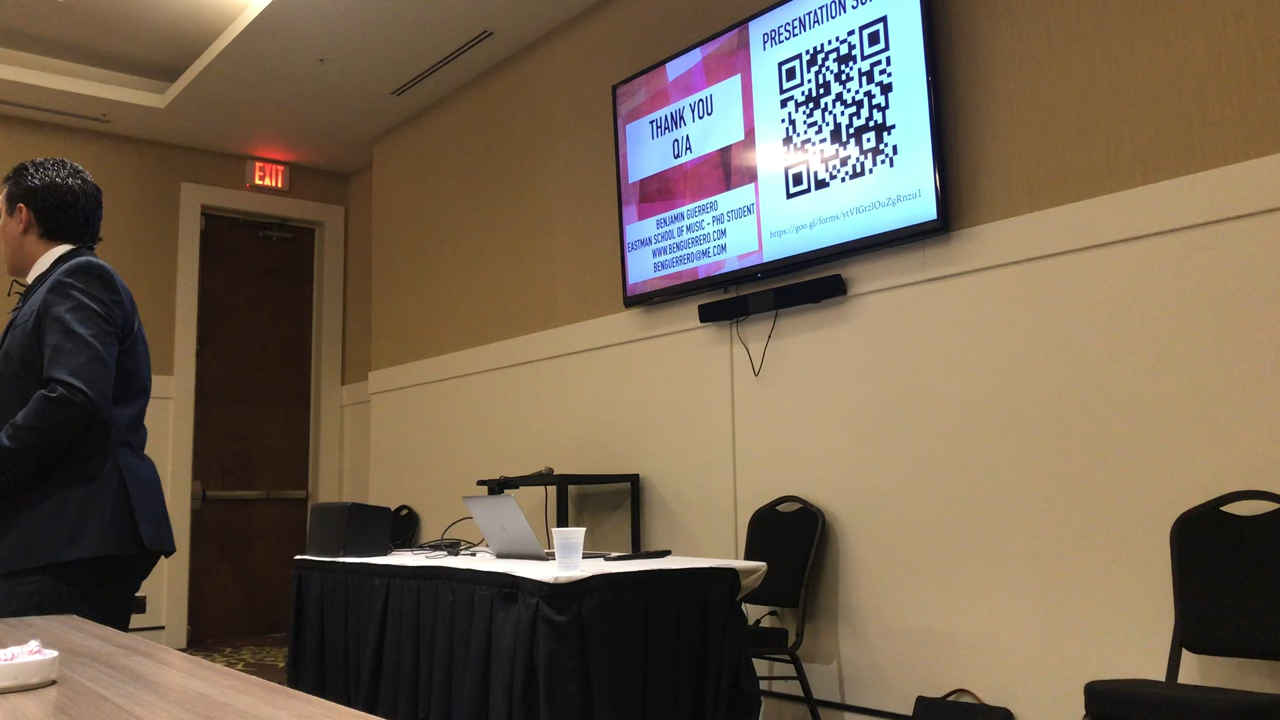 EXIT
THANK YOU
Q/A
BENJAMIN GUERRERO
EASTMAN SCHOOL OF MUSIC - PHD STUDENT
WWW.BENGUERRERO.COM
BENGUERRERO@ME.COM
PRESENTATION
https://goo.gl/forms/ytVlGrzlOuZgRnzu1